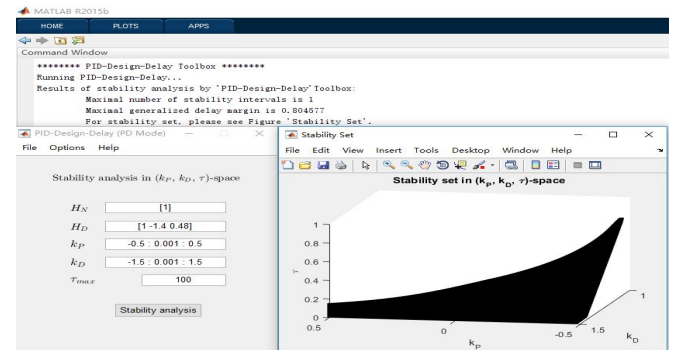 MATLAB R2015b
HOME PLOTS APPS
Command Window
******** PID-Design-Delay Toolbox ********
Running PID-Design-Delay...
Results of stability analysis by 'PID-Design-Delay'Toolbox:
Maximal number of stability intervals is 1
Maximal generalized delay margin is 0.804577
For stability set, please see Figure 'Stability Set'.
PID-Design-Delay (PD Mode)
File Options Help
Stability analysis in (kP, kD, τ)-space
HN [1]
HD [1 -1.4 0.48]
kP -0.5 : 0.001 : 0.5
kD -1.5 : 0.001 : 1.5
τmax 100
Stability analysis
Stability Set
File Edit View Insert Tools Desktop Window Help
Stability set in (kp, kD, τ)-space
1
0.8
0.6
0.4
0.2
0
τ
0.5
0
-0.5
kp
1.5
1
kD